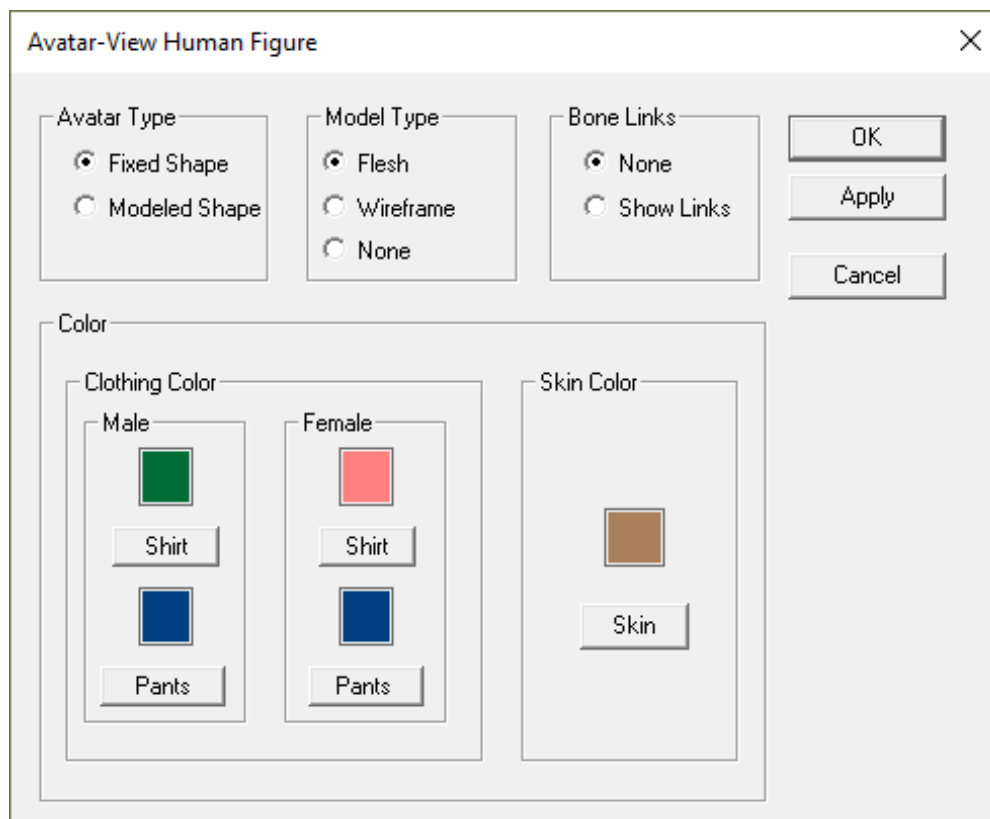 Avatar-View Human Figure
Avatar Type
Fixed Shape
Modeled Shape
Model Type
Flesh
Wireframe
None
Bone Links
None
Show Links
OK
Apply
Cancel
Color
Clothing Color
Male
Shirt
Pants
Female
Shirt
Pants
Skin Color
Skin